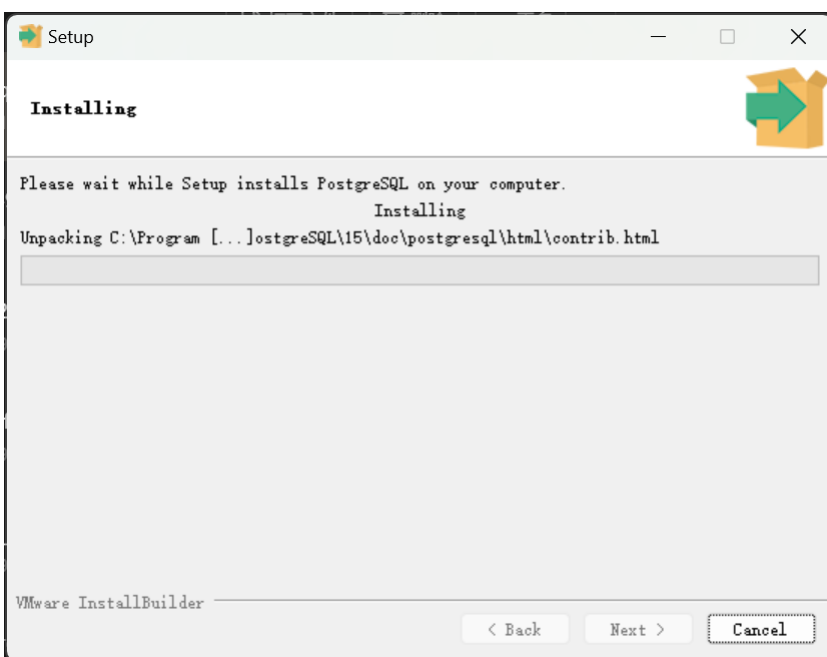 Setup
Installing
Please wait while Setup installs PostgreSQL on your computer.
Installing
Unpacking C:\Program [...]ostgreSQL\15\doc\postgresql\html\contrib.html
VMware InstallBuilder
< Back Next > Cancel